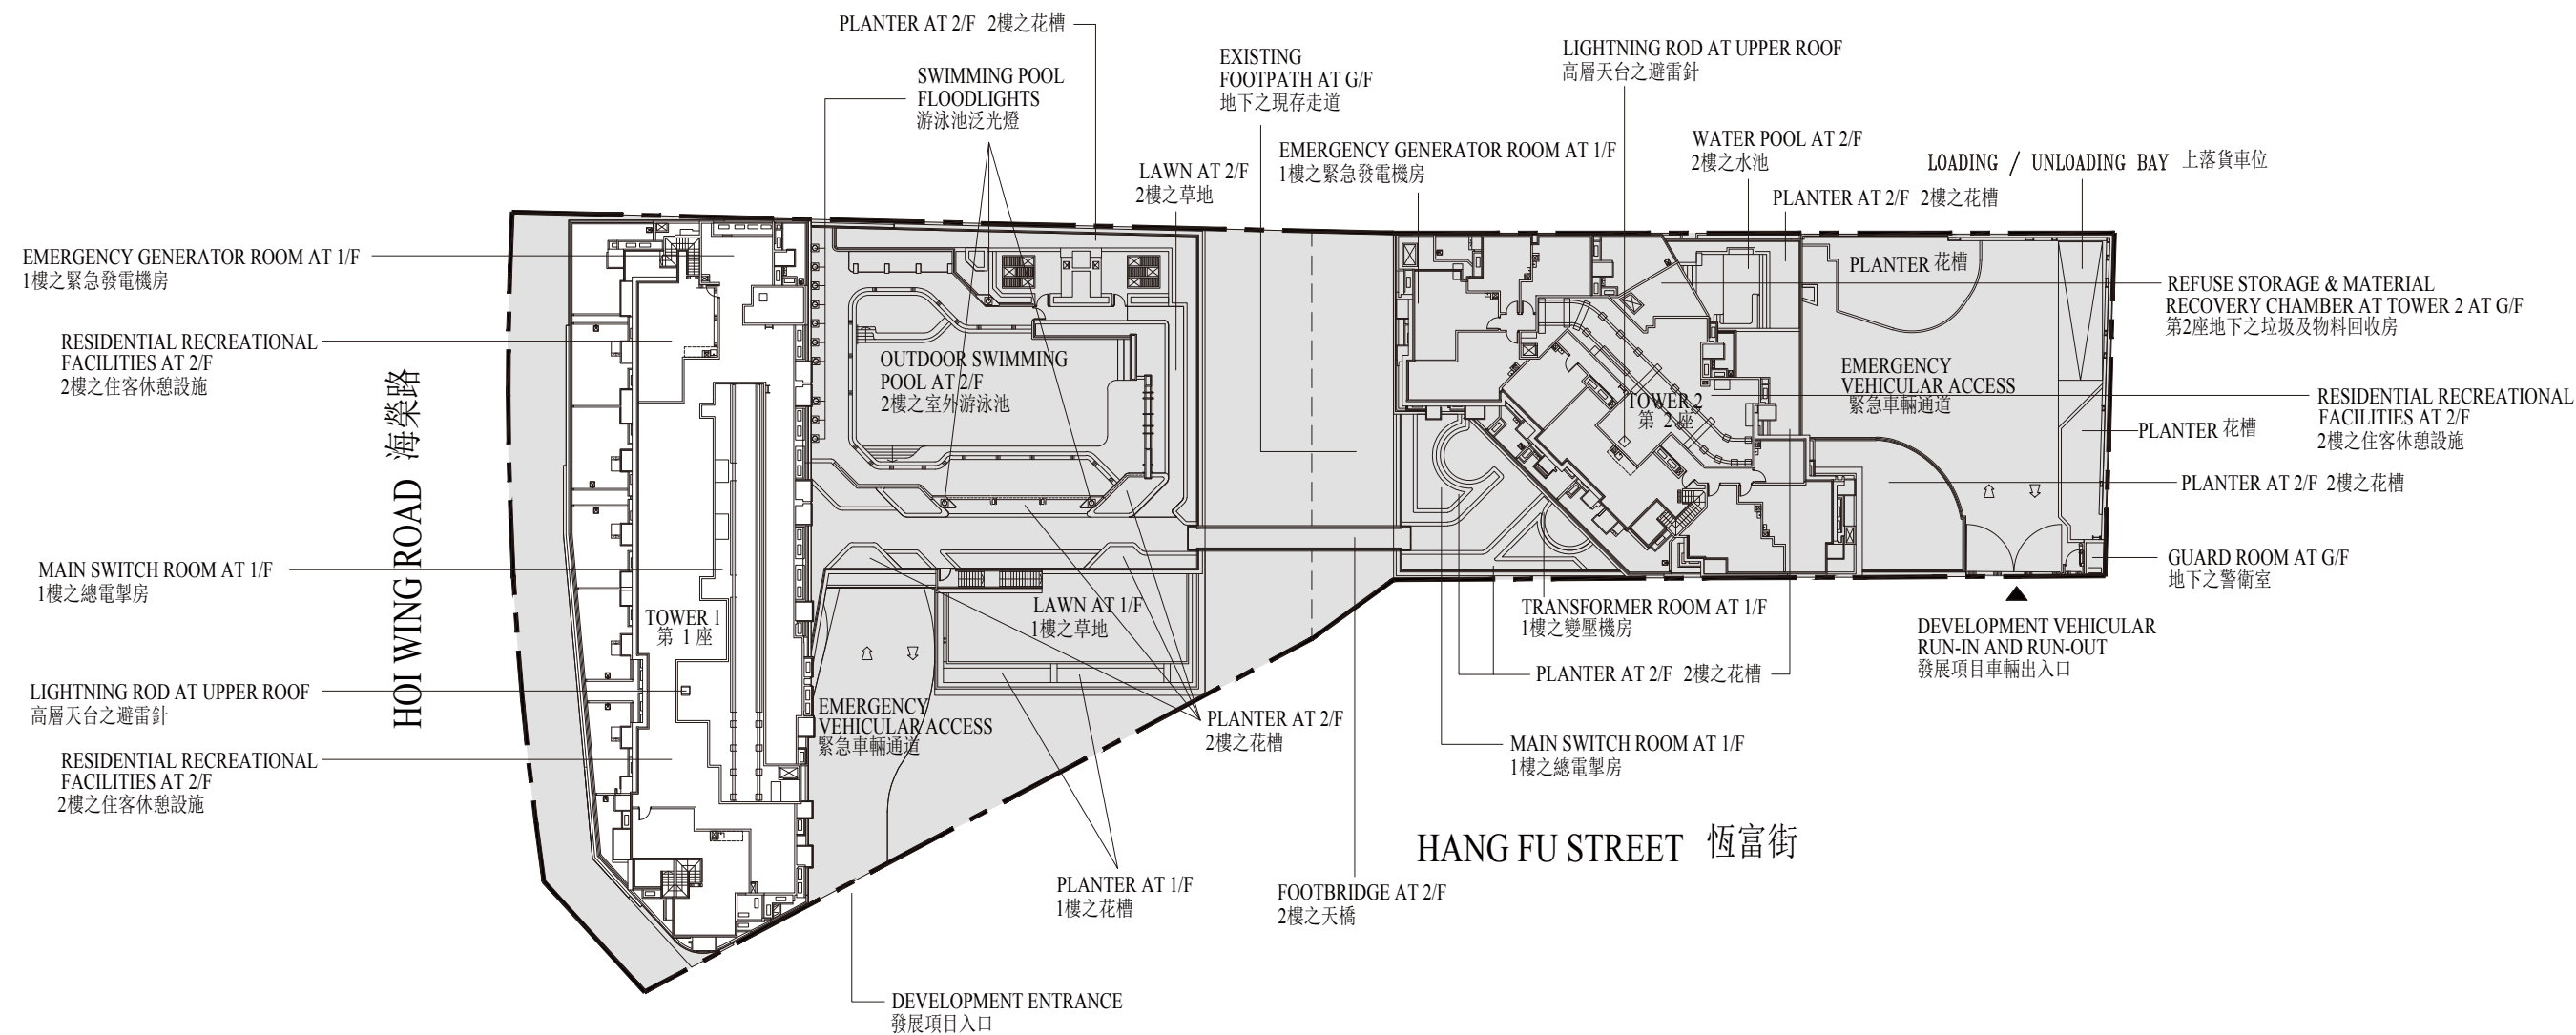 PLANTER AT 2/F 2樓之花槽
SWIMMING POOL
FLOODLIGHTS
游泳池泛光燈
EXISTING
FOOTPATH AT G/F
地下之現存走道
LIGHTNING ROD AT UPPER ROOF
高層天台之避雷針
LAWN AT 2/F
2樓之草地
EMERGENCY GENERATOR ROOM AT 1/F
1樓之緊急發電機房
WATER POOL AT 2/F
2樓之水池
LOADING / UNLOADING BAY 上落貨車位
PLANTER AT 2/F 2樓之花槽
EMERGENCY GENERATOR ROOM AT 1/F
1樓之緊急發電機房
PLANTER 花槽
REFUSE STORAGE & MATERIAL
RECOVERY CHAMBER AT TOWER 2 AT G/F
第2座地下之垃圾及物料回收房
RESIDENTIAL RECREATIONAL
FACILITIES AT 2/F
2樓之住客休憩設施
HOI WING ROAD 海榮路
OUTDOOR SWIMMING
POOL AT 2/F
2樓之室外游泳池
EMERGENCY
VEHICULAR ACCESS
緊急車輛通道
TOWER 2
第 2 座
RESIDENTIAL RECREATIONAL
FACILITIES AT 2/F
2樓之住客休憩設施
PLANTER 花槽
PLANTER AT 2/F 2樓之花槽
MAIN SWITCH ROOM AT 1/F
1樓之總電掣房
GUARD ROOM AT G/F
地下之警衛室
TOWER 1
第 1 座
LAWN AT 1/F
1樓之草地
TRANSFORMER ROOM AT 1/F
1樓之變壓機房
DEVELOPMENT VEHICULAR
RUN-IN AND RUN-OUT
發展項目車輛出入口
PLANTER AT 2/F 2樓之花槽
LIGHTNING ROD AT UPPER ROOF
高層天台之避雷針
EMERGENCY
VEHICULAR ACCESS
緊急車輛通道
PLANTER AT 2/F
2樓之花槽
MAIN SWITCH ROOM AT 1/F
1樓之總電掣房
RESIDENTIAL RECREATIONAL
FACILITIES AT 2/F
2樓之住客休憩設施
HANG FU STREET 恆富街
PLANTER AT 1/F
1樓之花槽
FOOTBRIDGE AT 2/F
2樓之天橋
DEVELOPMENT ENTRANCE
發展項目入口